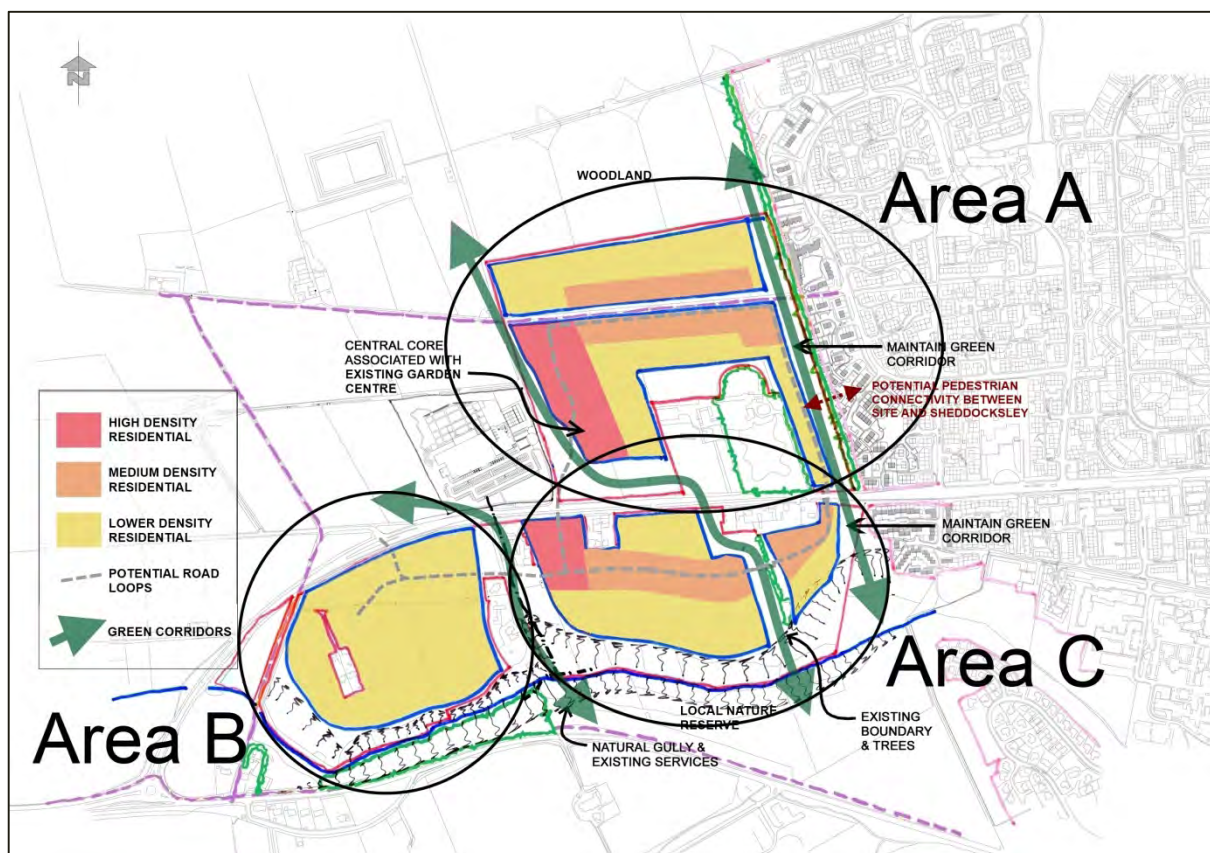 WOODLAND
Area A
CENTRAL CORE
ASSOCIATED WITH
EXISTING GARDEN
CENTRE
MAINTAIN GREEN
CORRIDOR
POTENTIAL PEDESTRIAN
CONNECTIVITY BETWEEN
SITE AND SHEDDOCKSLEY
HIGH DENSITY
RESIDENTIAL
MEDIUM DENSITY
RESIDENTIAL
LOWER DENSITY
RESIDENTIAL
POTENTIAL ROAD
LOOPS
GREEN CORRIDORS
MAINTAIN GREEN
CORRIDOR
Area C
Area B
LOCAL NATURE
RESERVE
EXISTING
BOUNDARY
& TREES
NATURAL GULLY &
EXISTING SERVICES